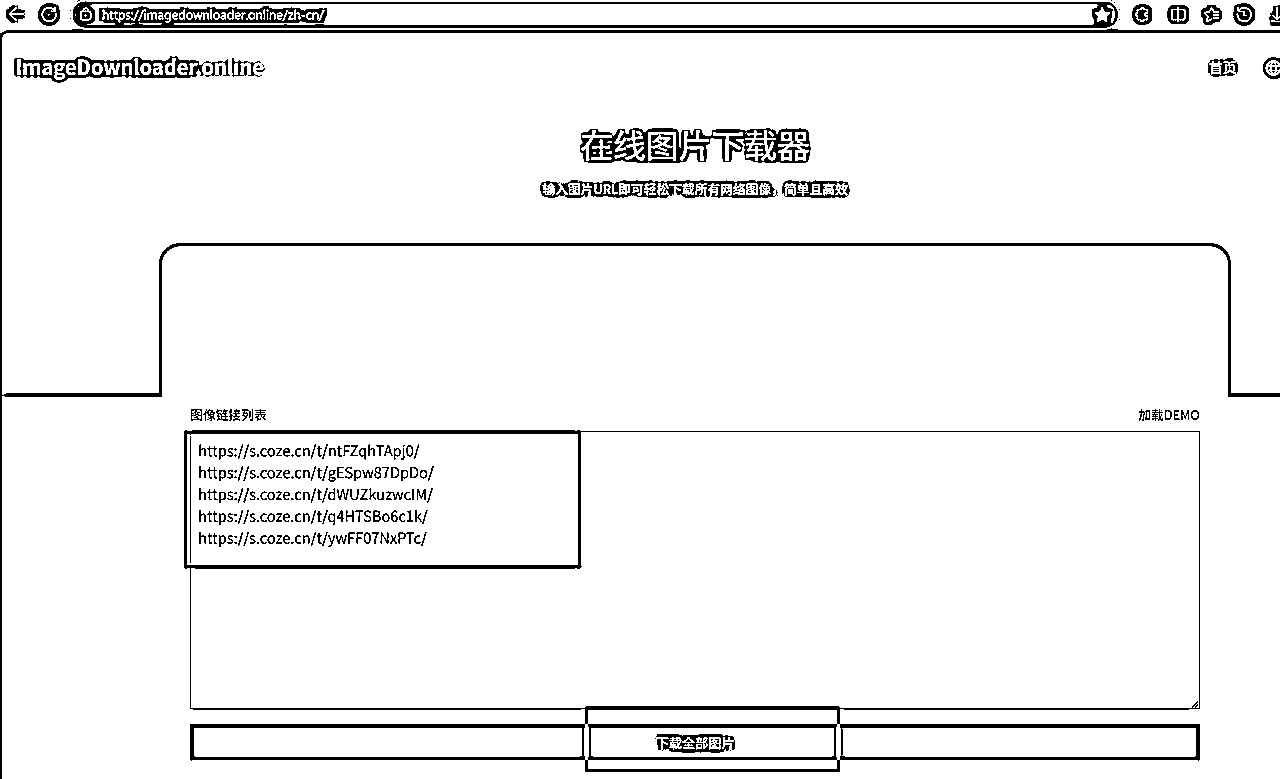 https://imagedownloader.online/zh-cn/
ImageDownloader.online
首页
在线图片下载器
输入图片URL即可轻松下载所有网络图像，简单且高效
图像链接列表
加载DEMO
https://s.coze.cn/t/ntFZqhTApj0/
https://s.coze.cn/t/gESpw87DpDo/
https://s.coze.cn/t/dWUZkuzwcIM/
https://s.coze.cn/t/q4HTSBo6c1k/
https://s.coze.cn/t/ywFF07NxPTc/
下载全部图片